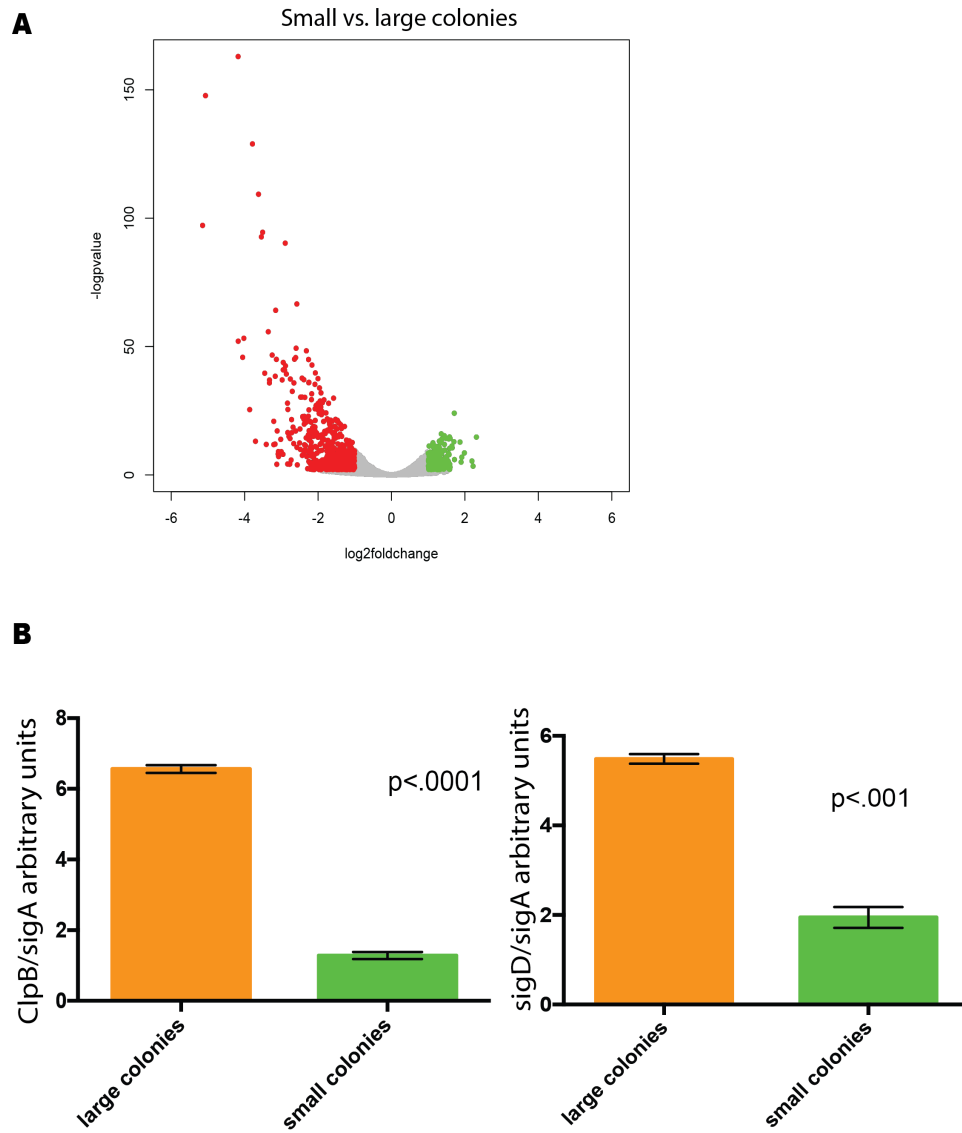 A
Small vs. large colonies
-logpvalue
150
100
50
0
-6 -4 -2 0 2 4 6
log2foldchange
B
ClpB/sigA arbitrary units
8
6
4
2
0
p<.0001
large colonies
small colonies
sigD/sigA arbitrary units
6
4
2
0
p<.001
large colonies
small colonies